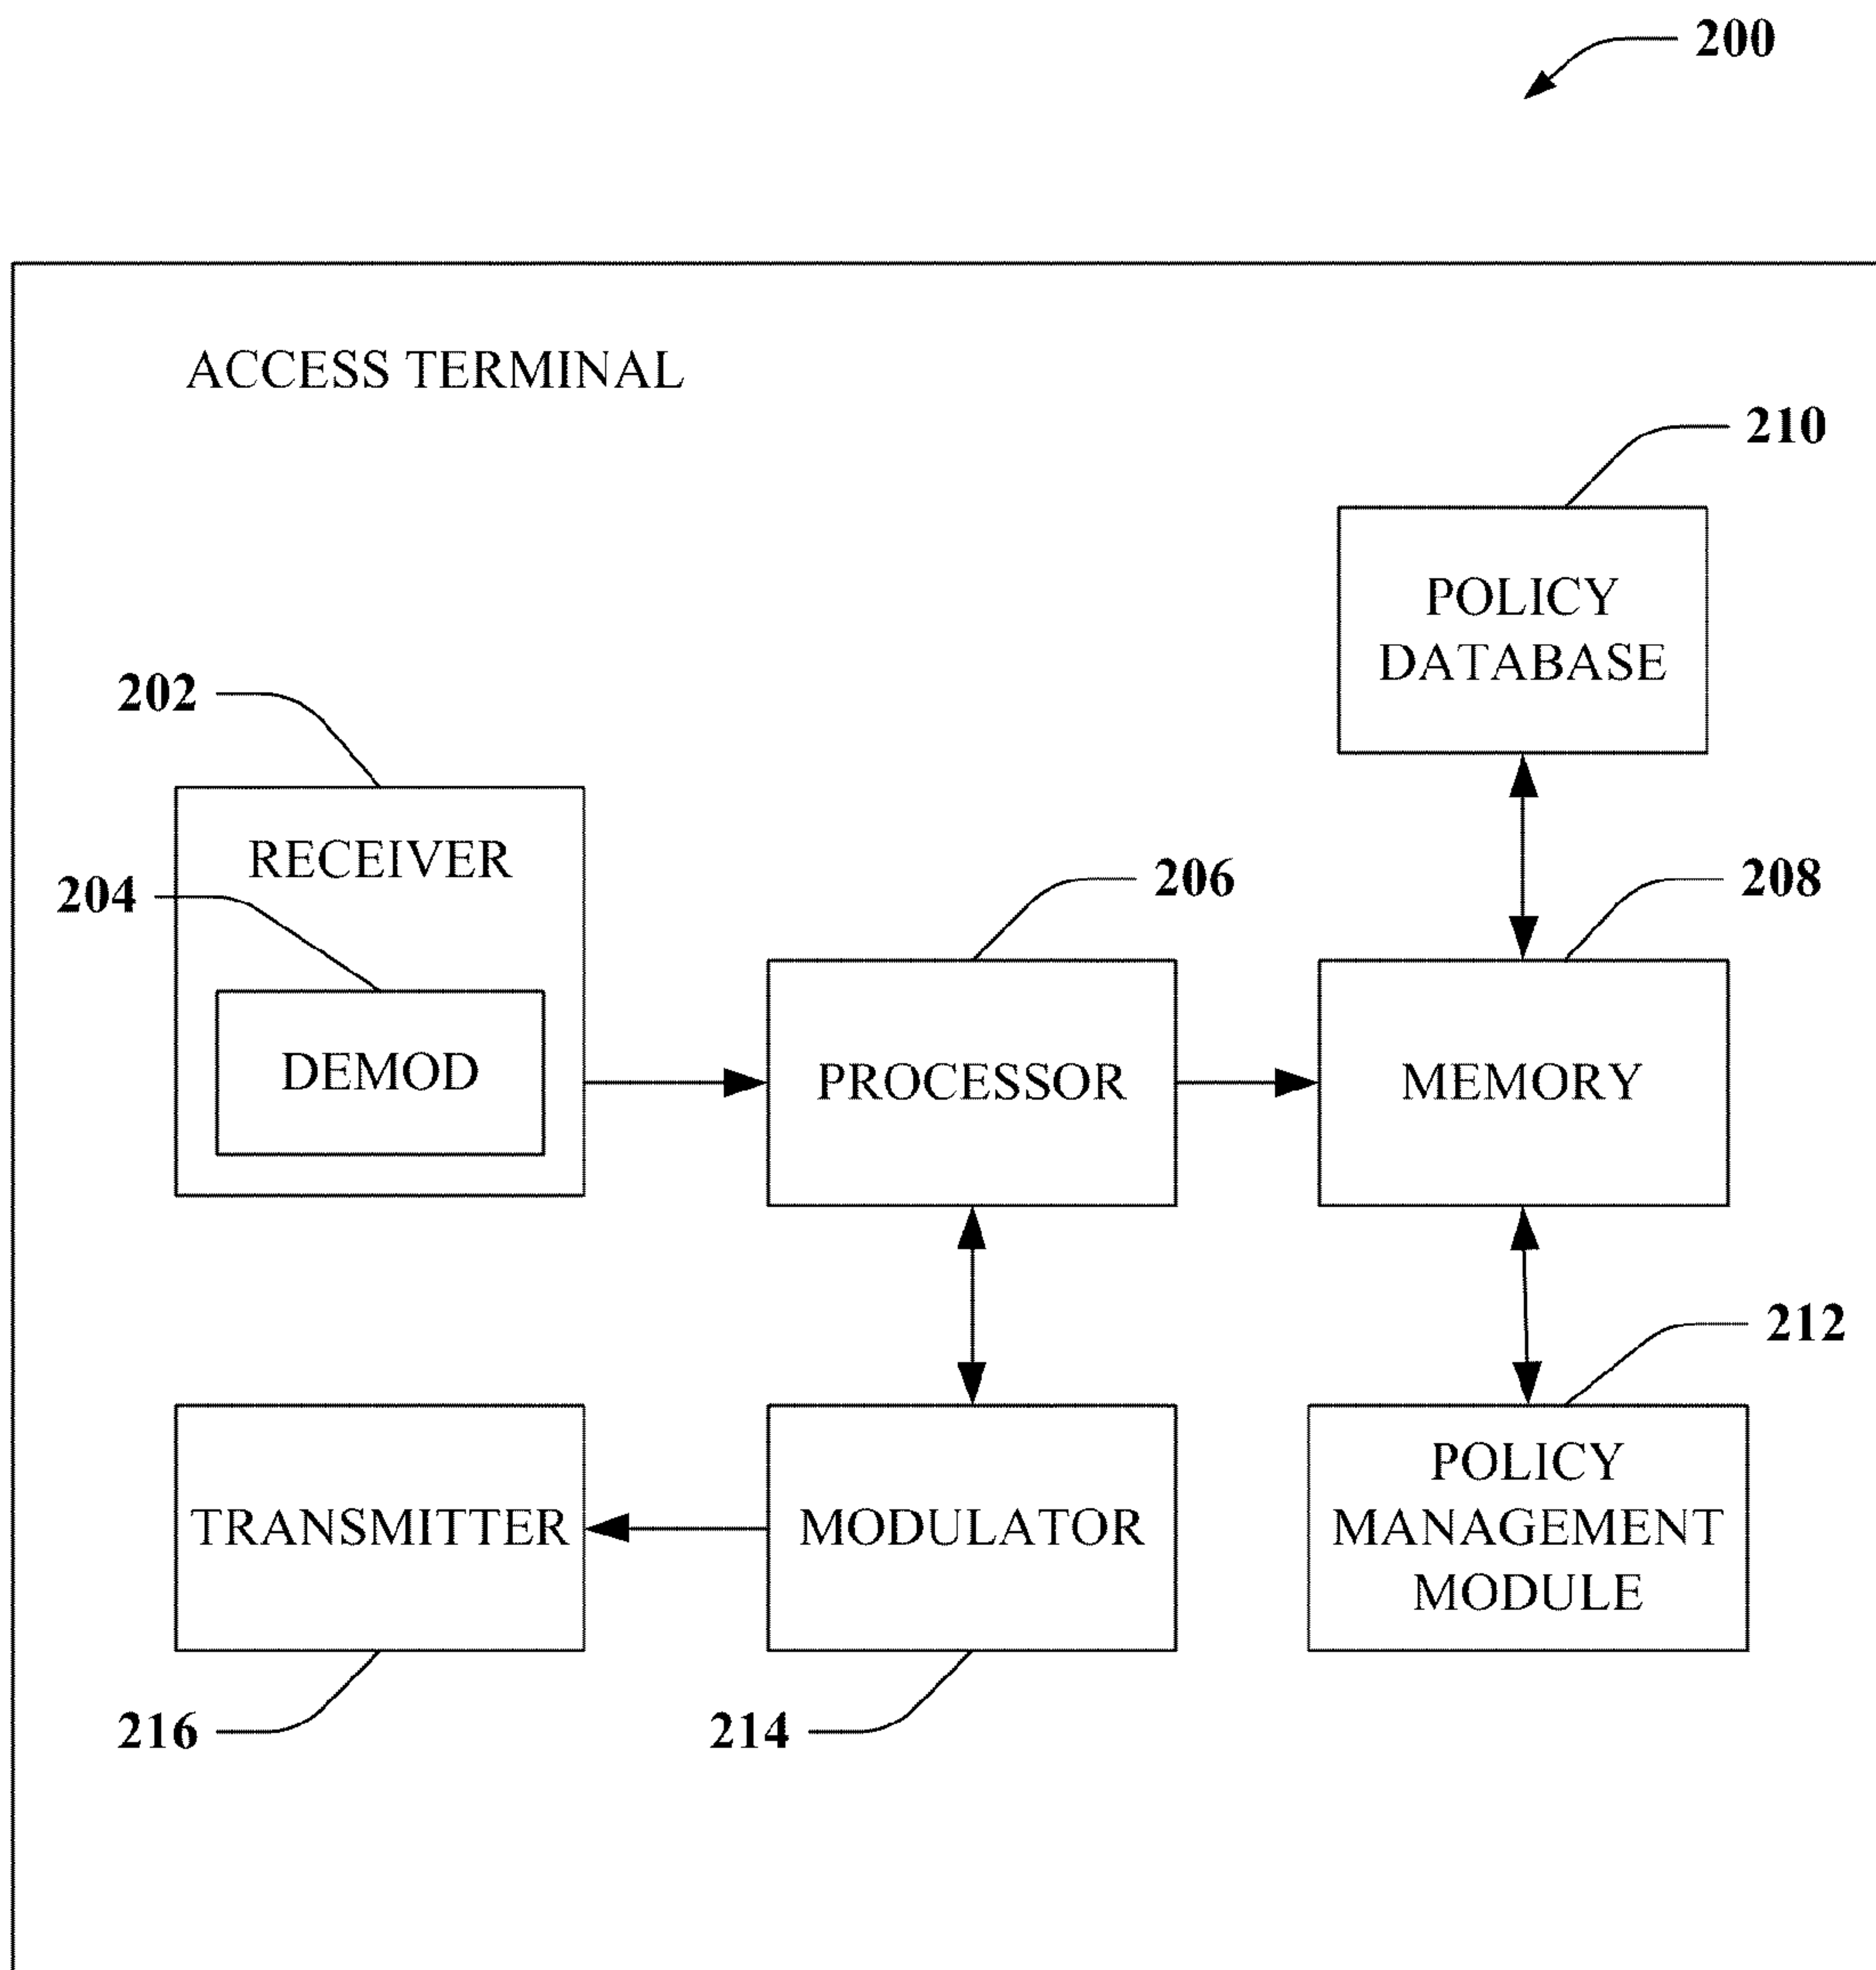 200
ACCESS TERMINAL
210
POLICY
DATABASE
202
RECEIVER
204
DEMOD
206
PROCESSOR
208
MEMORY
212
POLICY
MANAGEMENT
MODULE
TRANSMITTER
MODULATOR
216
214